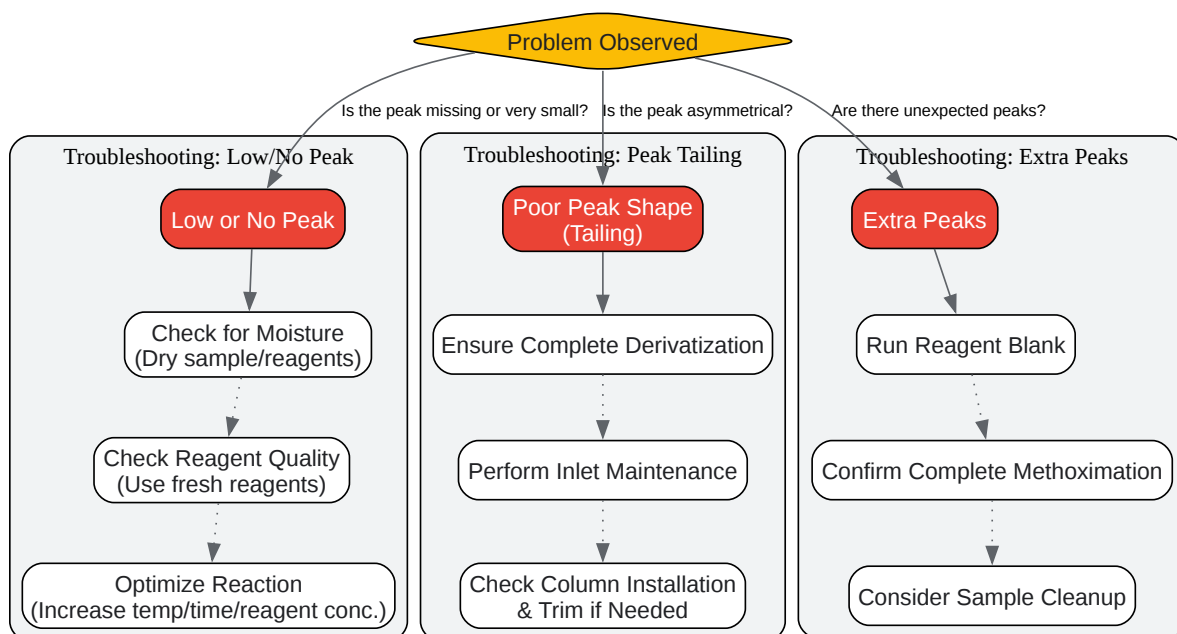 Problem Observed
Is the peak missing or very small?
Is the peak asymmetrical?
Are there unexpected peaks?
Troubleshooting: Low/No Peak
Low or No Peak
Check for Moisture
(Dry sample/reagents)
Check Reagent Quality
(Use fresh reagents)
Optimize Reaction
(Increase temp/time/reagent conc.)
Troubleshooting: Peak Tailing
Poor Peak Shape
(Tailing)
Ensure Complete Derivatization
Perform Inlet Maintenance
Check Column Installation
& Trim if Needed
Troubleshooting: Extra Peaks
Extra Peaks
Run Reagent Blank
Confirm Complete Methoximation
Consider Sample Cleanup